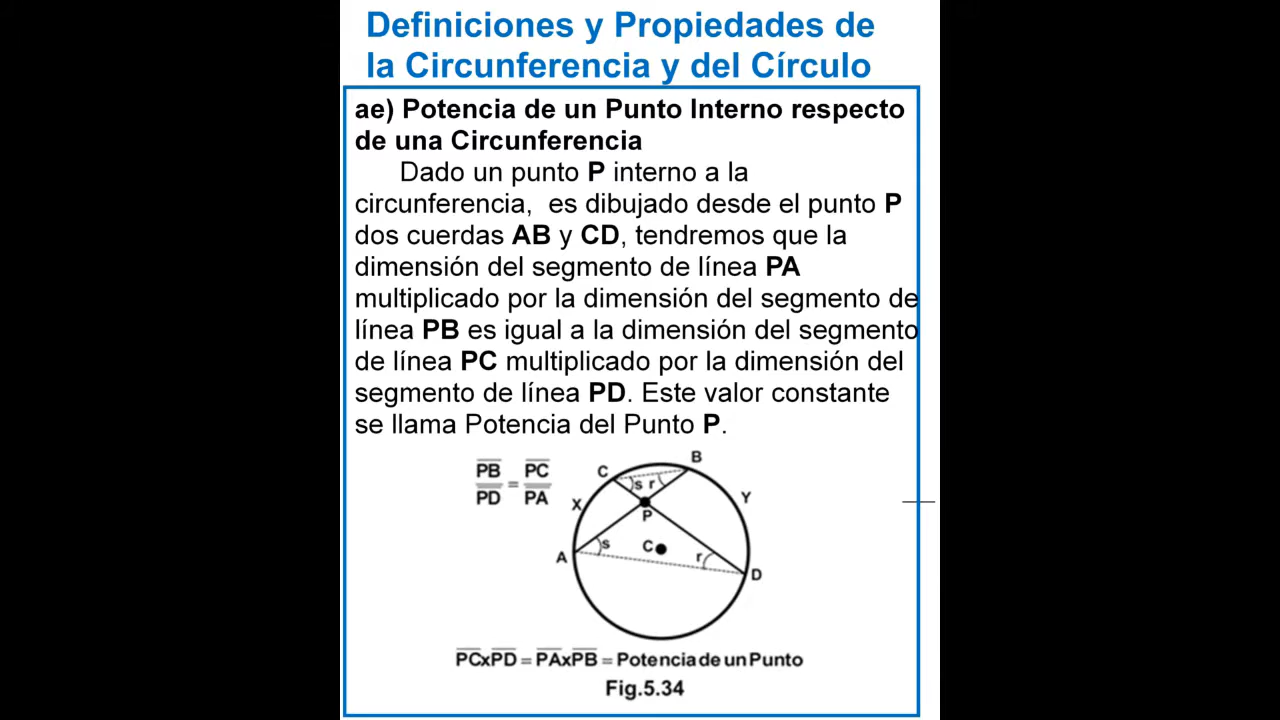 Definiciones y Propiedades de
la Circunferencia y del Círculo
ae) Potencia de un Punto Interno respecto
de una Circunferencia
Dado un punto P interno a la
circunferencia, es dibujado desde el punto P
dos cuerdas AB y CD, tendremos que la
dimensión del segmento de línea PA
multiplicado por la dimensión del segmento de
línea PB es igual a la dimensión del segmento
de línea PC multiplicado por la dimensión del
segmento de línea PD. Este valor constante
se llama Potencia del Punto P.
PB PC
=
PD PA
B
C
s r
X
Y
P
s
C
r
A
D
PCxPD = PAxPB = Potencia de un Punto
Fig.5.34